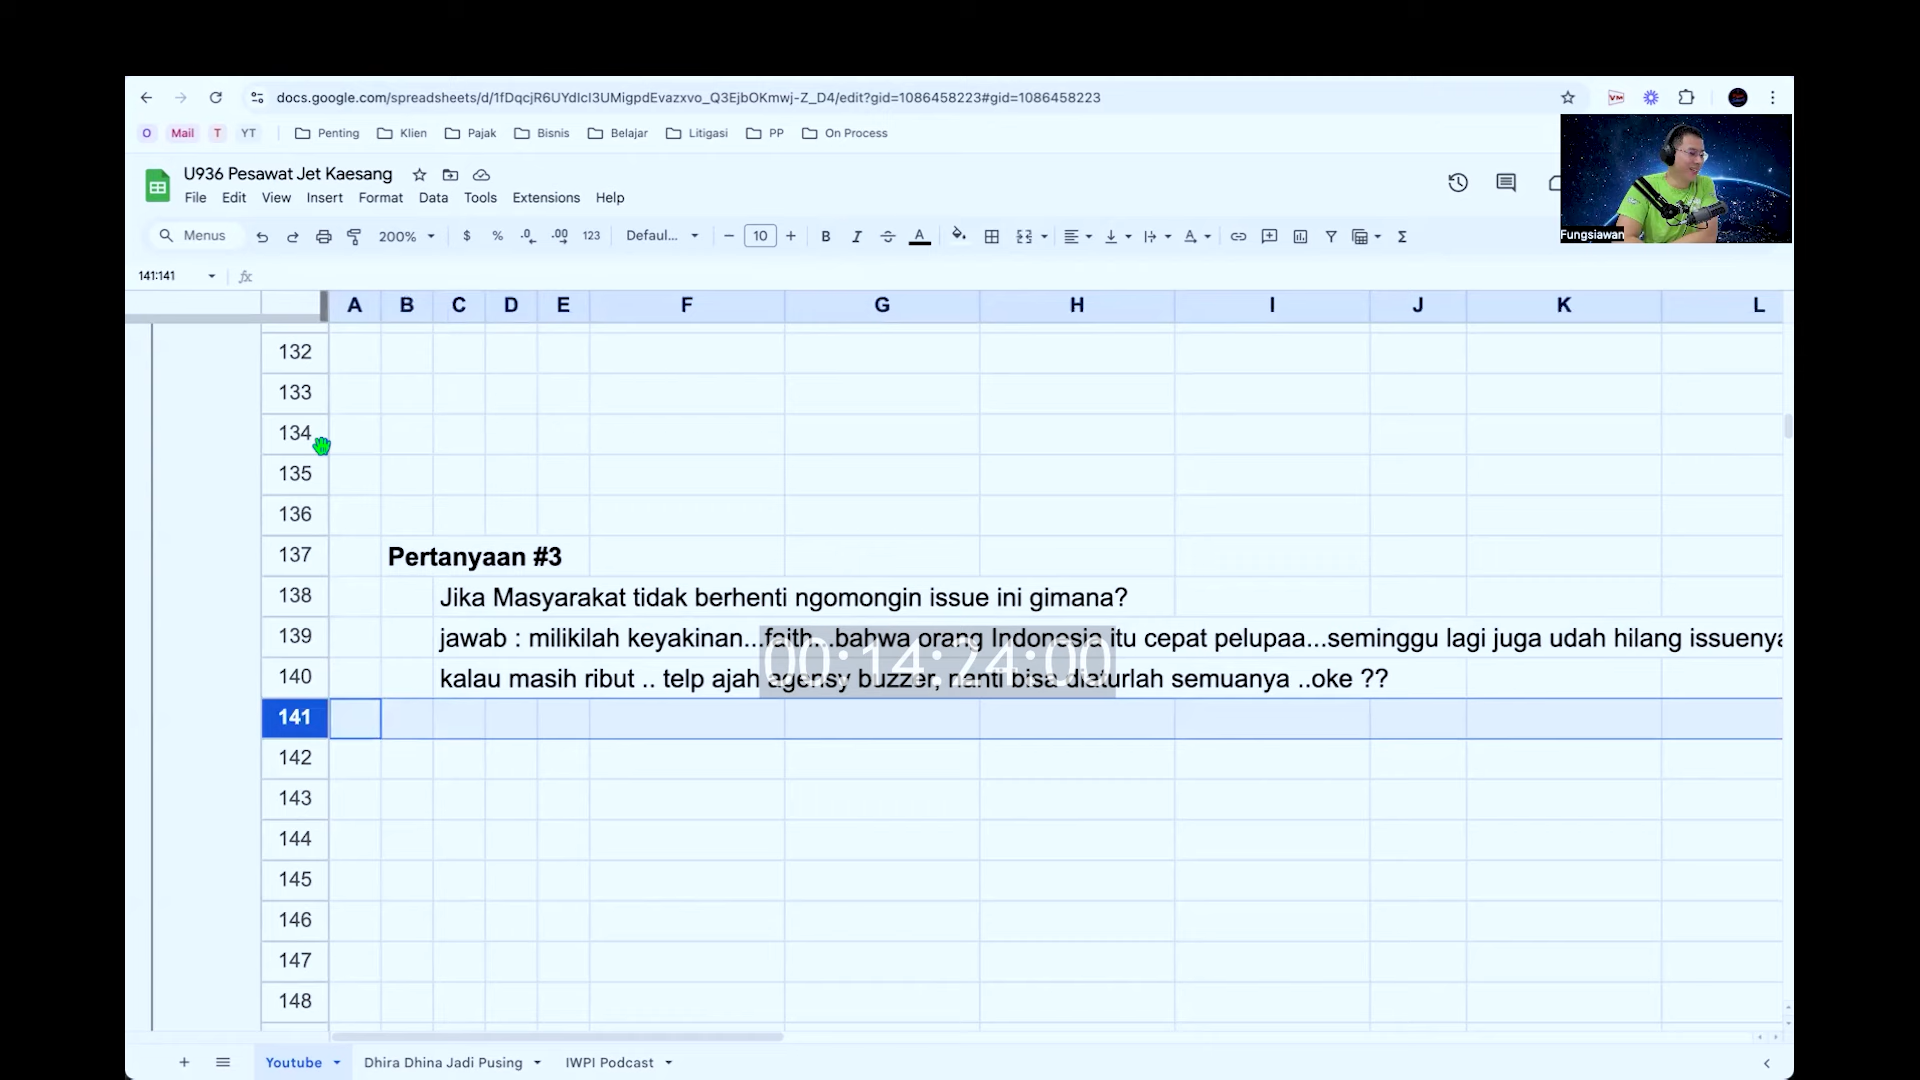 docs.google.com/spreadsheets/d/1fDqcjR6UYdIcI3UMigpdEvazxvo_Q3EjbOKmwj-Z_D4/edit?gid=1086458223#gid=1086458223
O Mail T YT Penting Klien Pajak Bisnis Belajar Litigasi PP On Process
U936 Pesawat Jet Kaesang
File Edit View Insert Format Data Tools Extensions Help
Menus 200% $ % .0 .00 123 Defaul... − 10 + B I A Σ
Fungsiawan
141:141 fx
A B C D E F G H I J K L
132
133
134
135
136
137 Pertanyaan #3
138 Jika Masyarakat tidak berhenti ngomongin issue ini gimana?
139 jawab : milikilah keyakinan...faith...bahwa orang Indonesia itu cepat pelupaa...seminggu lagi juga udah hilang issuenya
00:14:24:00
140 kalau masih ribut .. telp ajah agensy buzzer, nanti bisa diaturlah semuanya ..oke ??
141
142
143
144
145
146
147
148
+ Youtube Dhira Dhina Jadi Pusing IWPI Podcast